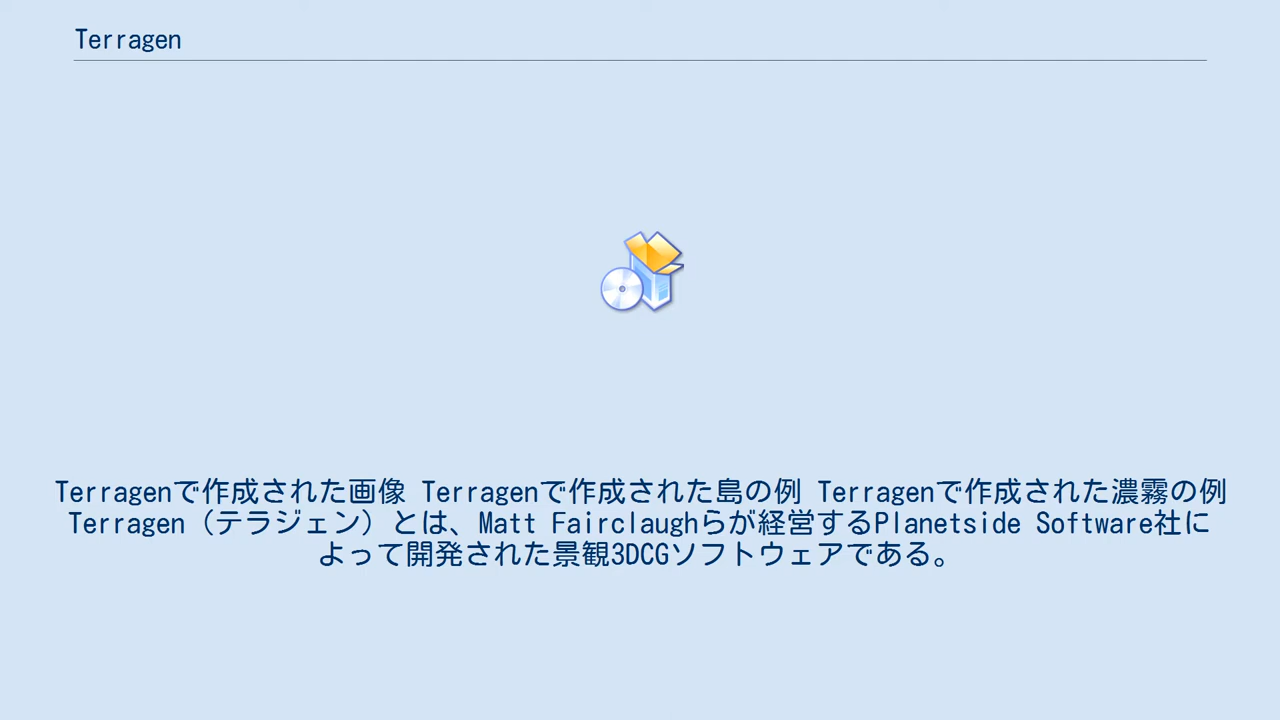 Terragen
Terragenで作成された画像 Terragenで作成された島の例 Terragenで作成された濃霧の例
Terragen（テラジェン）とは、Matt Fairclaughらが経営するPlanetside Software社に
よって開発された景観3DCGソフトウェアである。